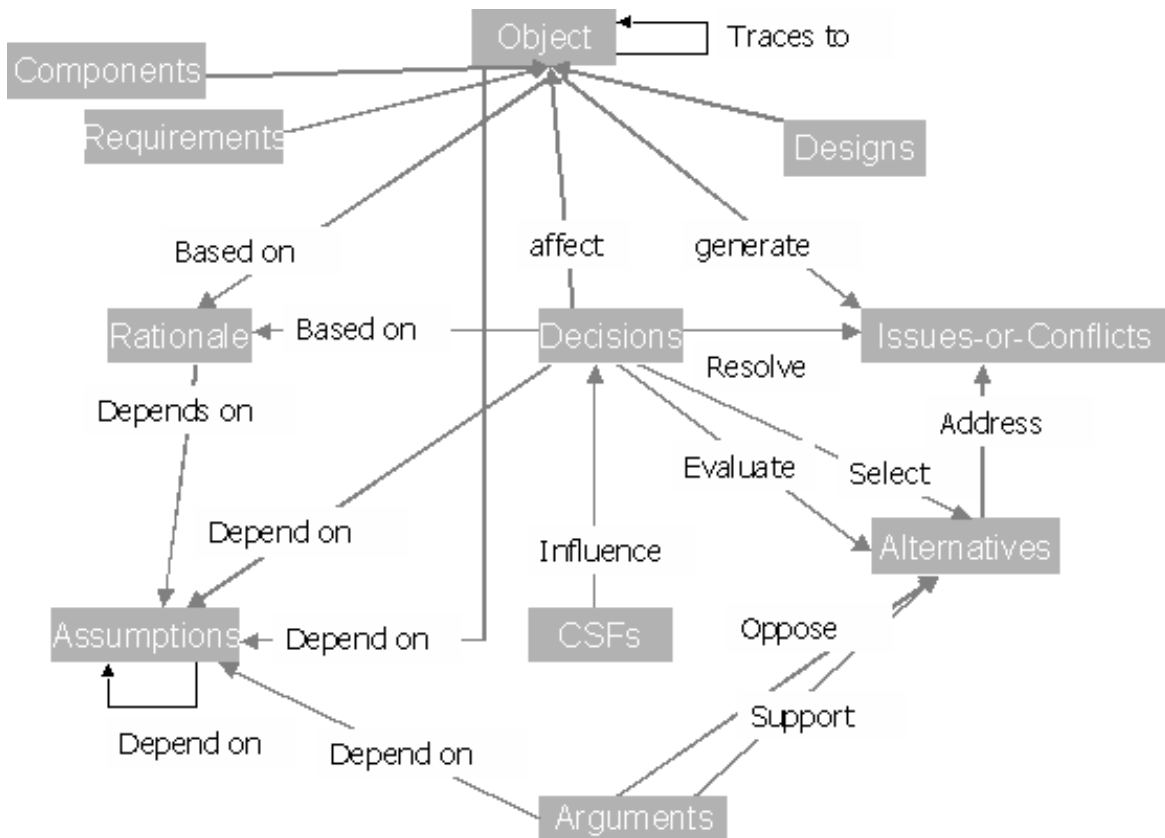 Object
Traces to
Components
Requirements
Designs
Based on
affect
generate
Rationale
Based on
Decisions
Issues-or-Conflicts
Resolve
Depends on
Address
Evaluate
Select
Depend on
Influence
Alternatives
Assumptions
Depend on
CSFs
Oppose
Support
Depend on
Depend on
Arguments